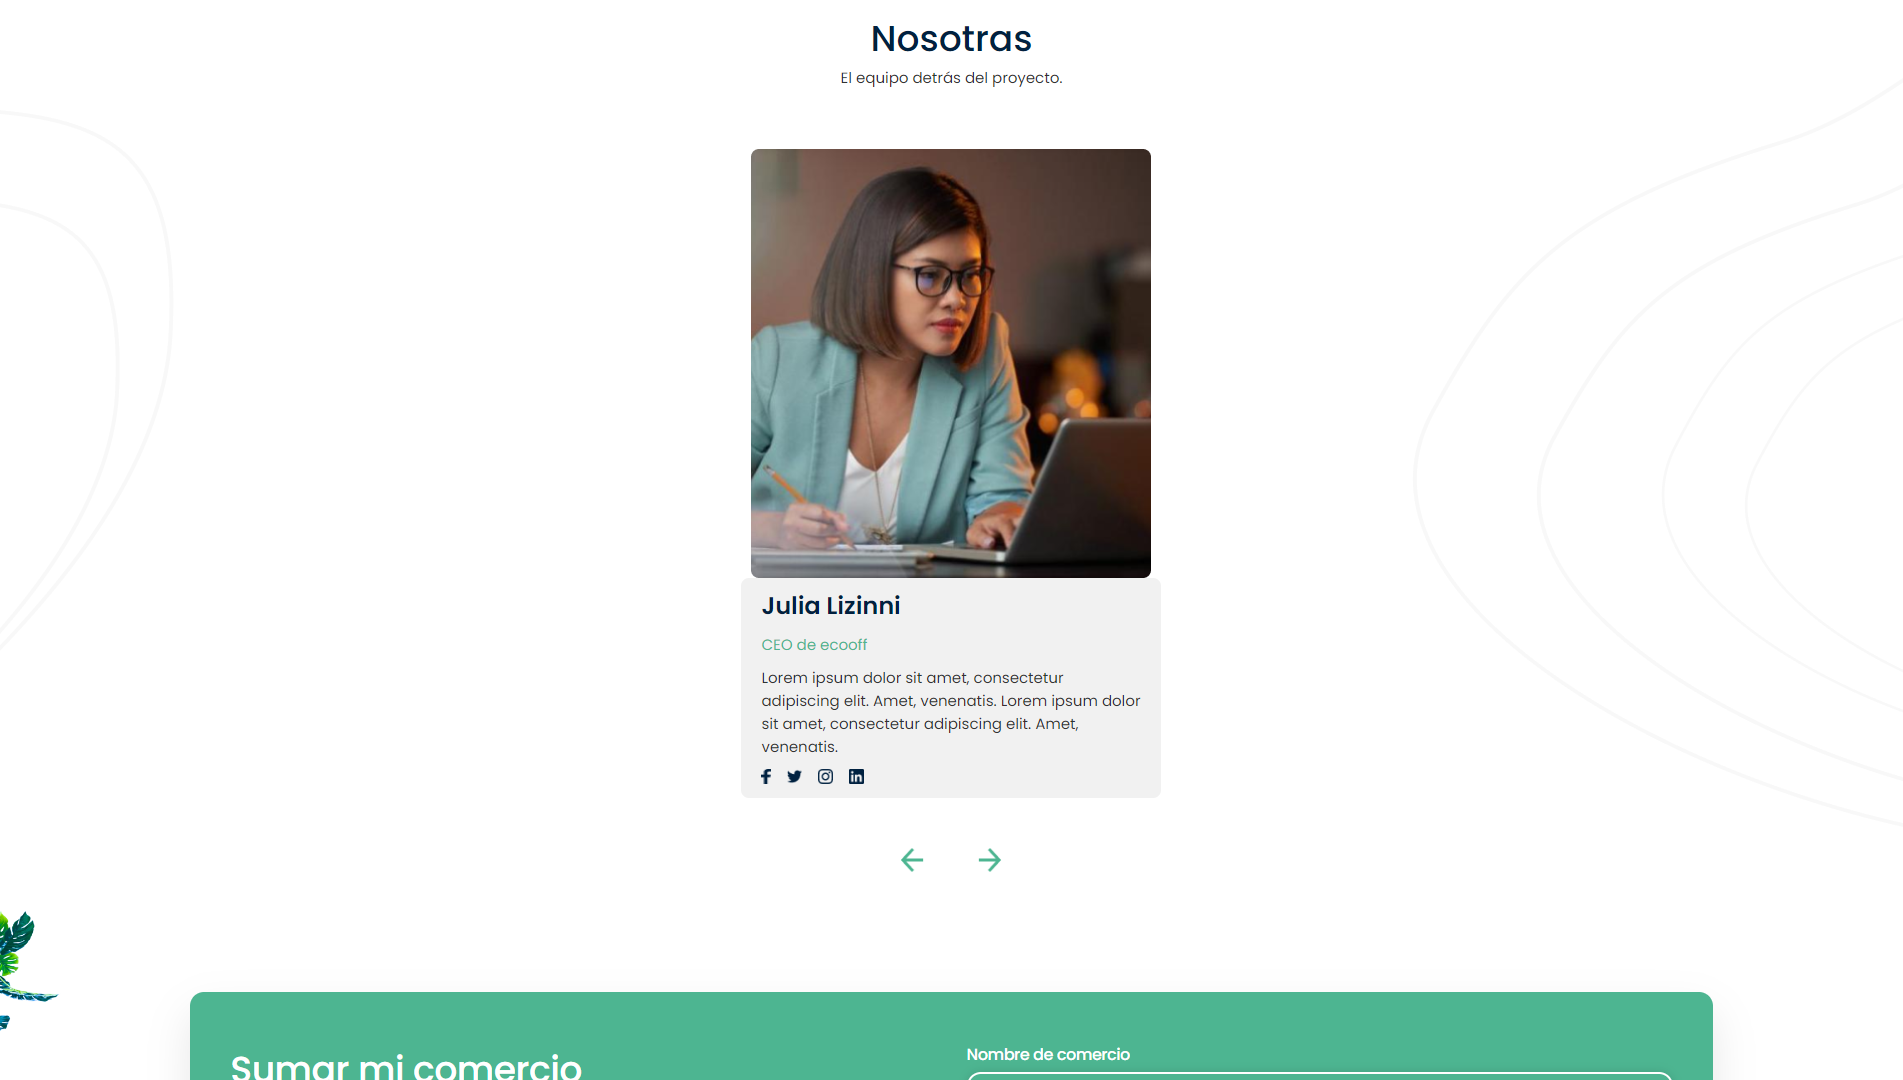 Nosotras
El equipo detrás del proyecto.
Julia Lizinni
CEO de ecooff
Lorem ipsum dolor sit amet, consectetur
adipiscing elit. Amet, venenatis. Lorem ipsum dolor
sit amet, consectetur adipiscing elit. Amet,
venenatis.
Sumar mi comercio
Nombre de comercio